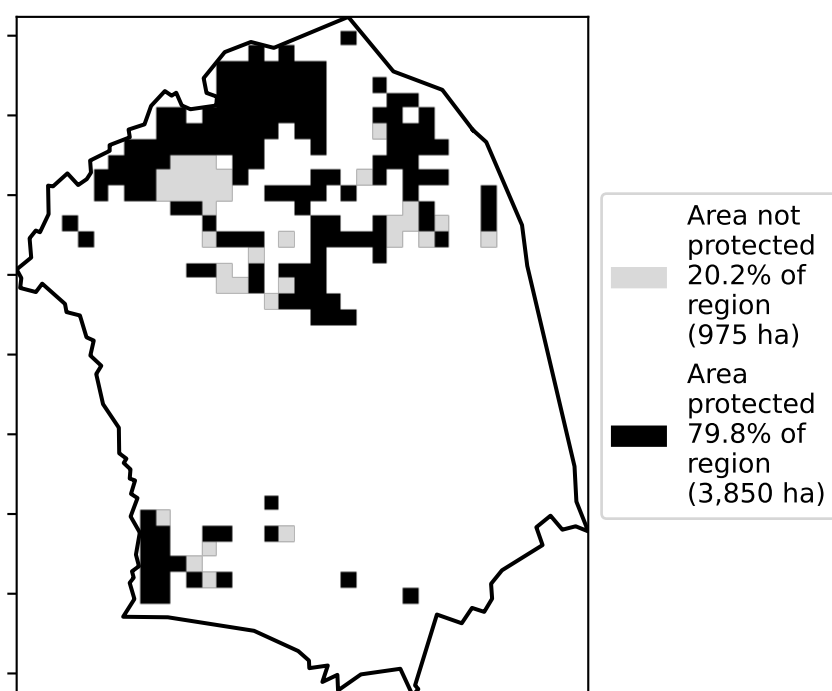 Area not
protected
20.2% of
region
(975 ha)
Area
protected
79.8% of
region
(3,850 ha)